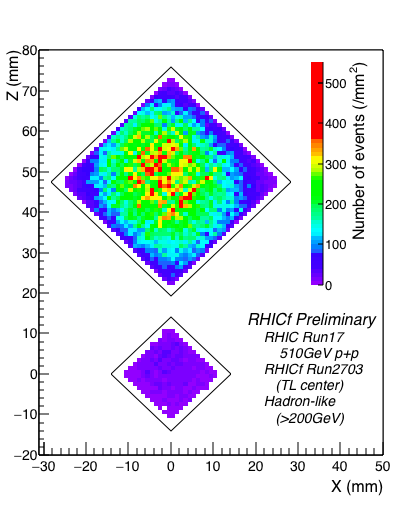 Z (mm)
80
70
60
50
40
30
20
10
0
−10
−20
−30
−20
−10
0
10
20
30
40
50
X (mm)
500
400
300
200
100
0
Number of events (/mm²)
RHICf Preliminary
RHIC Run17
510GeV p+p
RHICf Run2703
(TL center)
Hadron-like
(>200GeV)